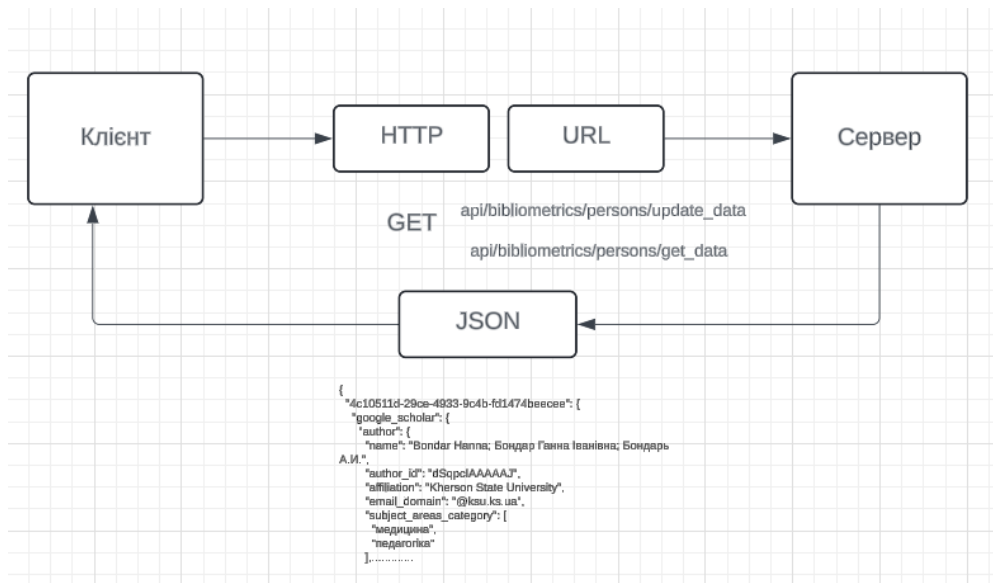 Клієнт
HTTP
URL
Сервер
GET
api/bibliometrics/persons/update_data
api/bibliometrics/persons/get_data
JSON
{
"4c10511d-29ce-4933-9c4b-fd1474beecee": {
"google_scholar": {
"author": {
"name": "Bondar Hanna; Бондар Ганна Іванівна; Бондарь
А.И.",
"author_id": "dSqpclAAAAAJ",
"affiliation": "Kherson State University",
"email_domain": "@ksu.ks.ua",
"subject_areas_category": [
"медицина",
"педагогіка"
],.............